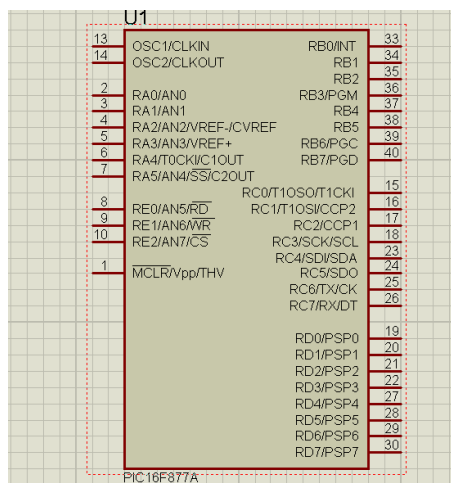 U1
13 OSC1/CLKIN RB0/INT 33
14 OSC2/CLKOUT RB1 34
RB2 35
2 RA0/AN0 RB3/PGM 36
3 RA1/AN1 RB4 37
4 RA2/AN2/VREF-/CVREF RB5 38
5 RA3/AN3/VREF+ RB6/PGC 39
6 RA4/T0CKI/C1OUT RB7/PGD 40
7 RA5/AN4/SS/C2OUT
RC0/T1OSO/T1CKI 15
8 RE0/AN5/RD RC1/T1OSI/CCP2 16
9 RE1/AN6/WR RC2/CCP1 17
10 RE2/AN7/CS RC3/SCK/SCL 18
RC4/SDI/SDA 23
1 MCLR/Vpp/THV RC5/SDO 24
RC6/TX/CK 25
RC7/RX/DT 26
RD0/PSP0 19
RD1/PSP1 20
RD2/PSP2 21
RD3/PSP3 22
RD4/PSP4 27
RD5/PSP5 28
RD6/PSP6 29
RD7/PSP7 30
PIC16F877A